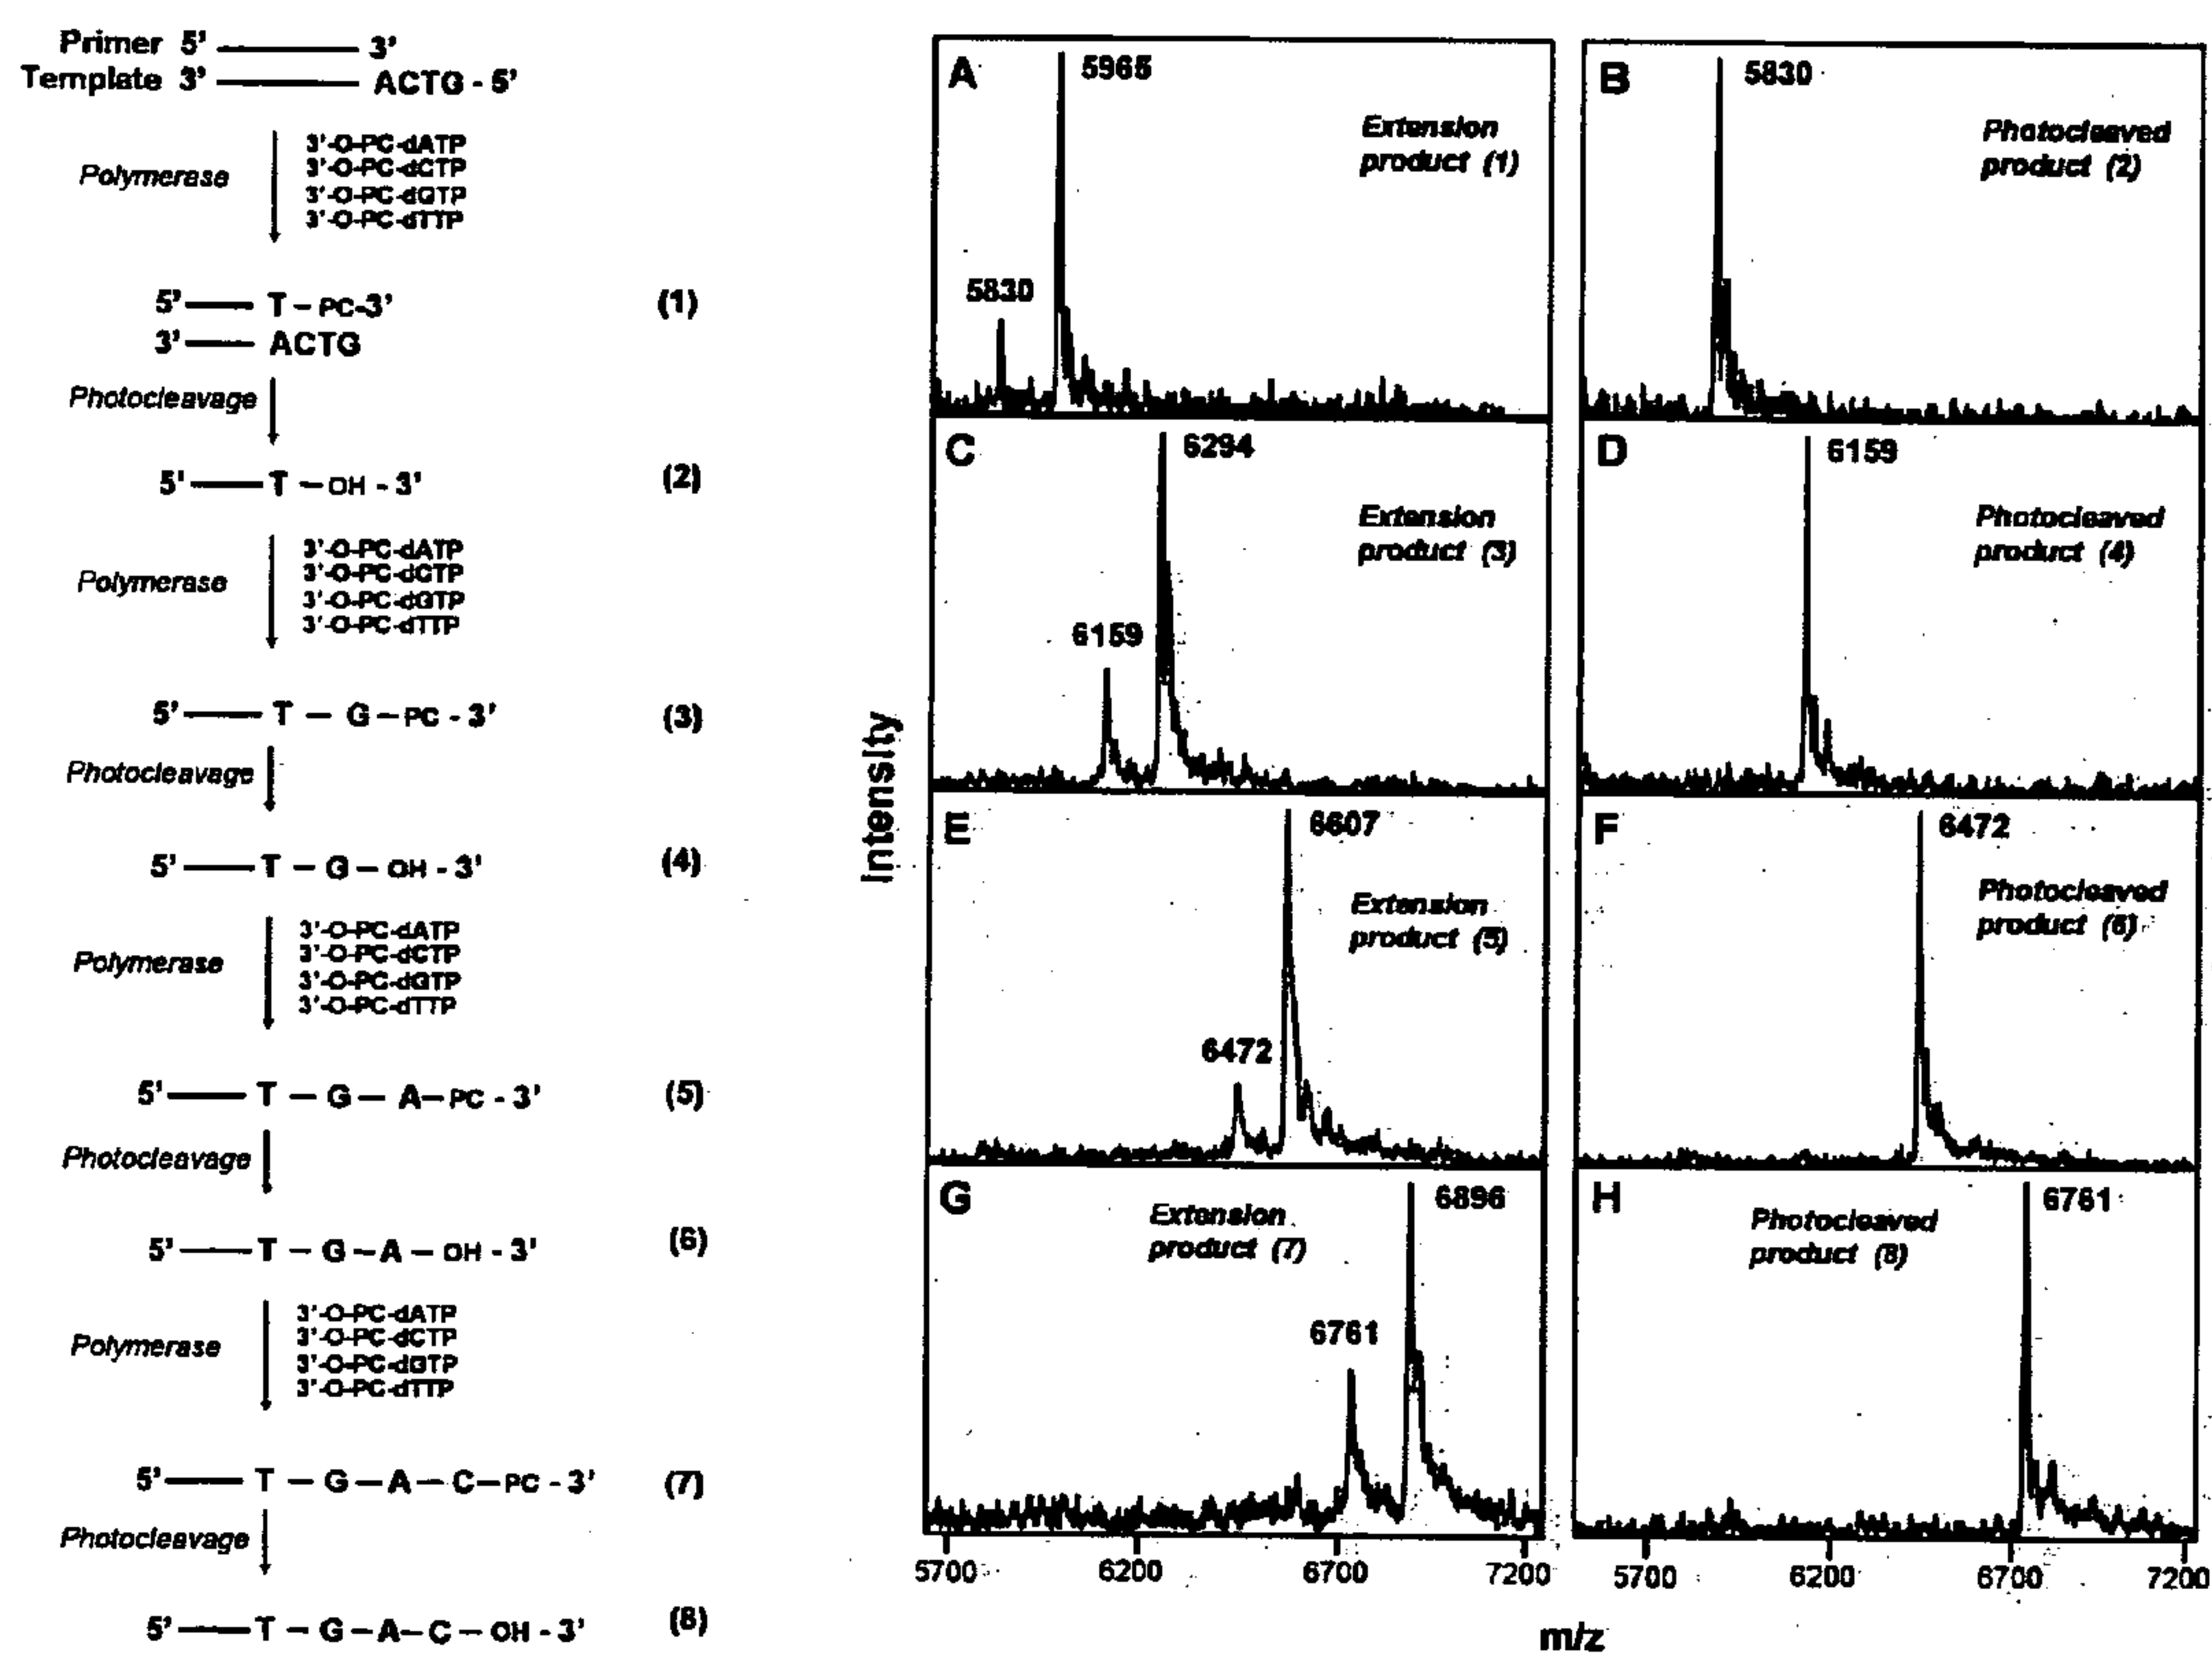 Primer 5' 3'
Template 3' ACTG - 5'
Polymerase
3'-O-PC-dATP
3'-O-PC-dCTP
3'-O-PC-dGTP
3'-O-PC-dTTP
5' T – PC-3' (1)
3' ACTG
Photocleavage
5' T – OH - 3' (2)
Polymerase
3'-O-PC-dATP
3'-O-PC-dCTP
3'-O-PC-dGTP
3'-O-PC-dTTP
5' T – G – PC - 3' (3)
Photocleavage
5' T – G – OH - 3' (4)
Polymerase
3'-O-PC-dATP
3'-O-PC-dCTP
3'-O-PC-dGTP
3'-O-PC-dTTP
5' T – G – A – PC - 3' (5)
Photocleavage
5' T – G – A – OH - 3' (6)
Polymerase
3'-O-PC-dATP
3'-O-PC-dCTP
3'-O-PC-dGTP
3'-O-PC-dTTP
5' T – G – A – C – PC - 3' (7)
Photocleavage
5' T – G – A – C – OH - 3' (8)
Intensity
A
5965
5830
Extension
product (1)
B
5830
Photocleaved
product (2)
C
6294
6159
Extension
product (3)
D
6159
Photocleaved
product (4)
E
6607
6472
Extension
product (5)
F
6472
Photocleaved
product (6)
G
6896
6761
Extension
product (7)
H
6761
Photocleaved
product (8)
5700 6200 6700 7200
5700 6200 6700 7200
m/z